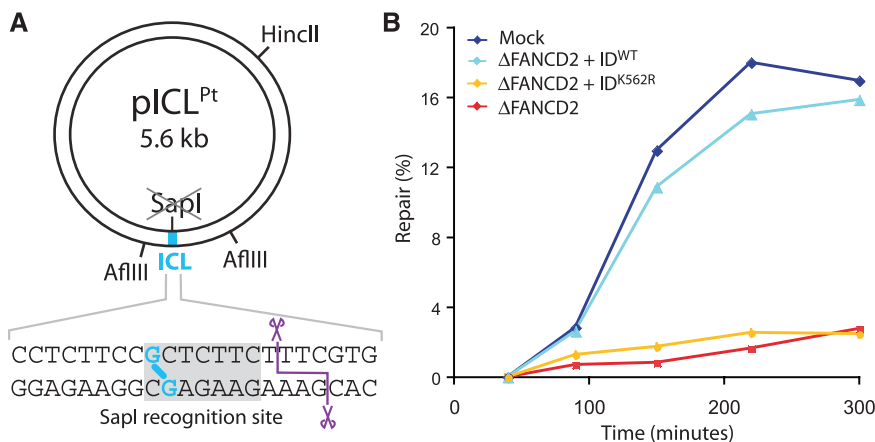 A
HincII
pICL^Pt
5.6 kb
SapI
AflIII
ICL
AflIII
CCTCTTCCGCTCTTCTTTCGTG
GGAGAAGGCGAGAAGAAAGCAC
SapI recognition site
B
Mock
ΔFANCD2 + ID^WT
ΔFANCD2 + ID^K562R
ΔFANCD2
Repair (%)
20
16
12
8
4
0
0
100
200
300
Time (minutes)